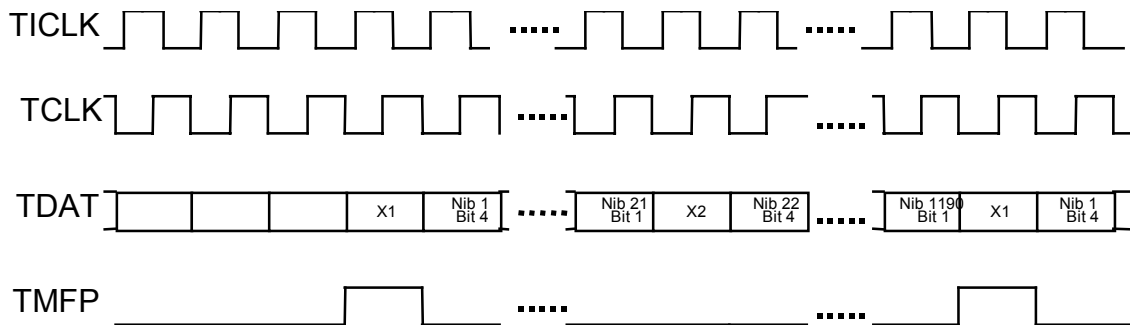 TICLK
TCLK
TDAT
X1
Nib 1
Bit 4
Nib 21
Bit 1
X2
Nib 22
Bit 4
Nib 1190
Bit 1
X1
Nib 1
Bit 4
TMFP